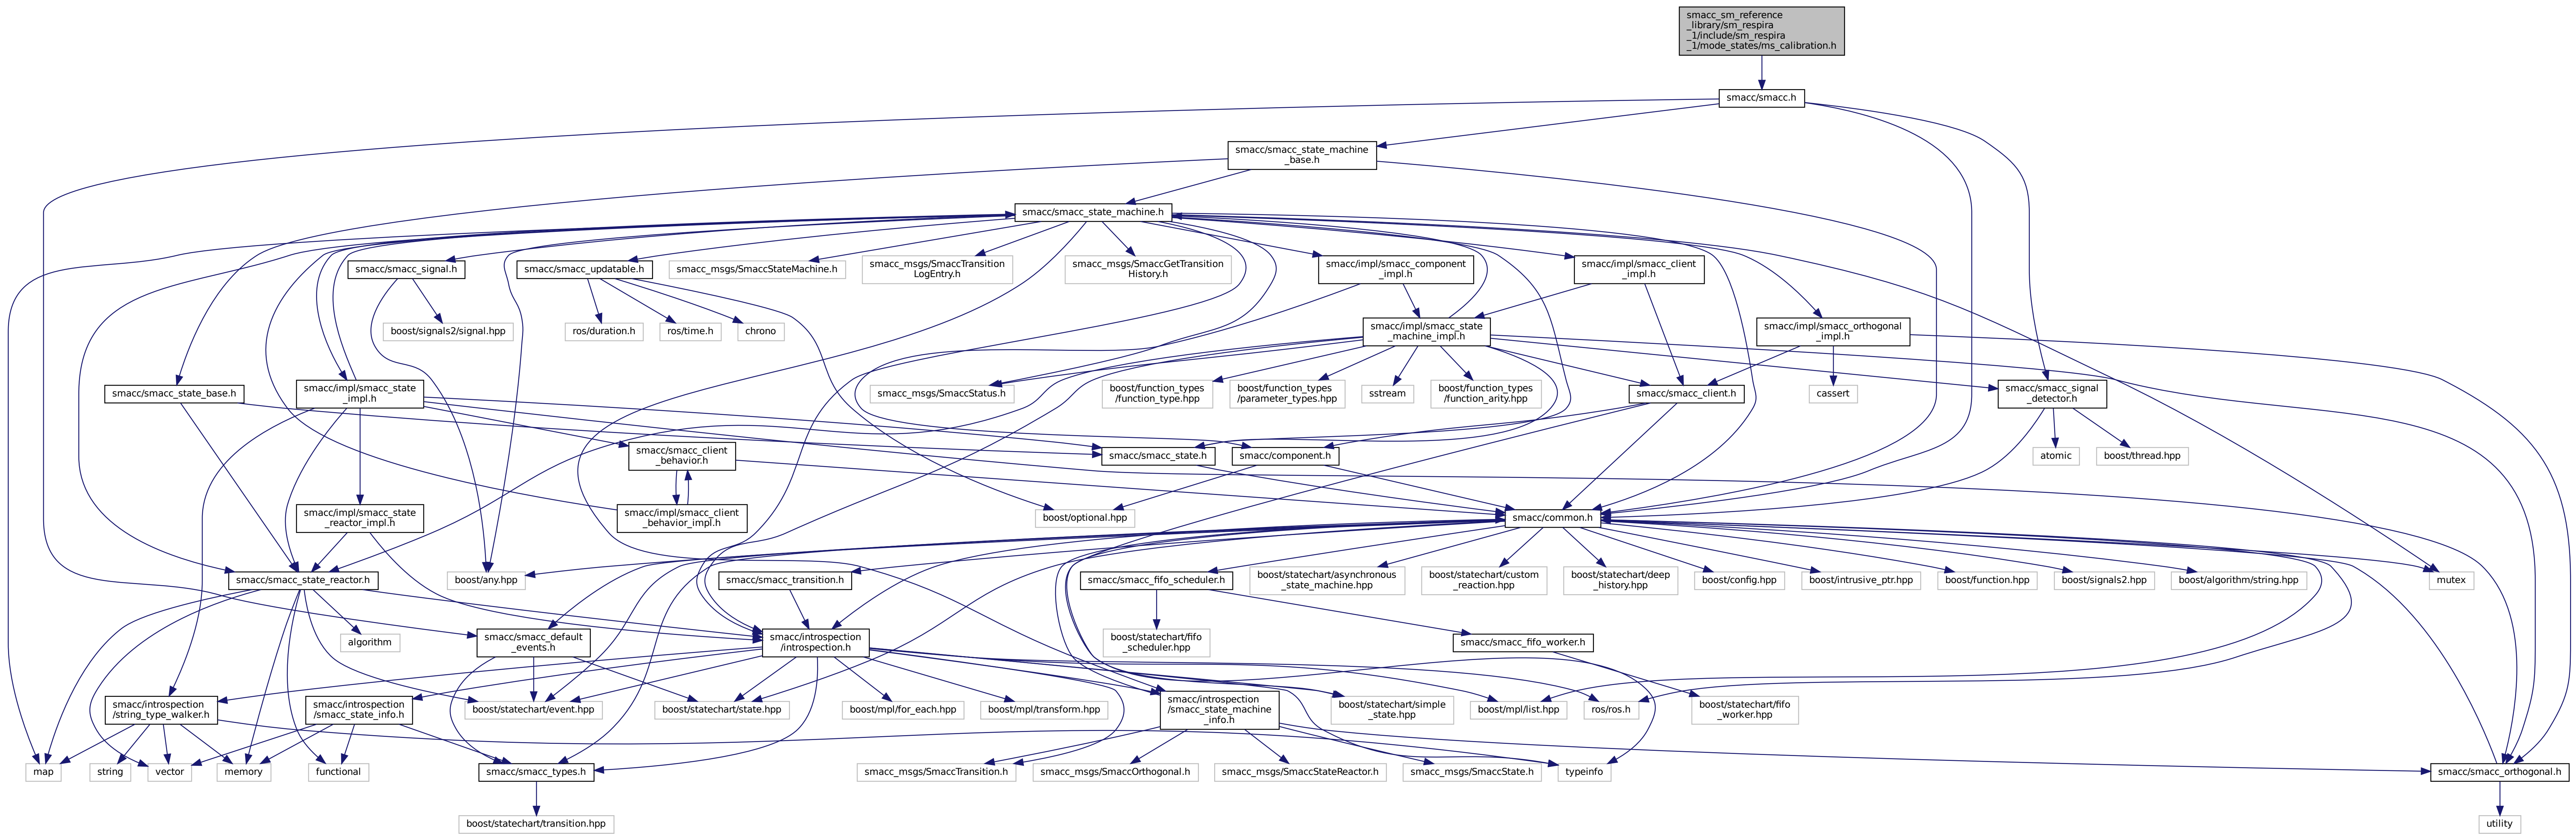 smacc_sm_reference
_library/sm_respira
_1/include/sm_respira
_1/mode_states/ms_calibration.h
smacc/smacc.h
smacc/smacc_state_machine
_base.h
smacc/smacc_state_machine.h
smacc/smacc_signal.h
smacc/smacc_updatable.h
smacc_msgs/SmaccStateMachine.h
smacc_msgs/SmaccTransition
LogEntry.h
smacc_msgs/SmaccGetTransition
History.h
smacc/impl/smacc_component
_impl.h
smacc/impl/smacc_client
_impl.h
boost/signals2/signal.hpp
ros/duration.h
ros/time.h
chrono
smacc/impl/smacc_state
_machine_impl.h
smacc/impl/smacc_orthogonal
_impl.h
smacc/smacc_state_base.h
smacc/impl/smacc_state
_impl.h
smacc_msgs/SmaccStatus.h
boost/function_types
/function_type.hpp
boost/function_types
/parameter_types.hpp
sstream
boost/function_types
/function_arity.hpp
smacc/smacc_client.h
cassert
smacc/smacc_signal
_detector.h
smacc/smacc_client
_behavior.h
smacc/smacc_state.h
smacc/component.h
atomic
boost/thread.hpp
smacc/impl/smacc_state
_reactor_impl.h
smacc/impl/smacc_client
_behavior_impl.h
boost/optional.hpp
smacc/common.h
smacc/smacc_state_reactor.h
boost/any.hpp
smacc/smacc_transition.h
smacc/smacc_fifo_scheduler.h
boost/statechart/asynchronous
_state_machine.hpp
boost/statechart/custom
_reaction.hpp
boost/statechart/deep
_history.hpp
boost/config.hpp
boost/intrusive_ptr.hpp
boost/function.hpp
boost/signals2.hpp
boost/algorithm/string.hpp
mutex
algorithm
smacc/smacc_default
_events.h
smacc/introspection
/introspection.h
boost/statechart/fifo
_scheduler.hpp
smacc/smacc_fifo_worker.h
smacc/introspection
/string_type_walker.h
smacc/introspection
/smacc_state_info.h
boost/statechart/event.hpp
boost/statechart/state.hpp
boost/mpl/for_each.hpp
boost/mpl/transform.hpp
smacc/introspection
/smacc_state_machine
_info.h
boost/statechart/simple
_state.hpp
boost/mpl/list.hpp
ros/ros.h
boost/statechart/fifo
_worker.hpp
map
string
vector
memory
functional
smacc/smacc_types.h
smacc_msgs/SmaccTransition.h
smacc_msgs/SmaccOrthogonal.h
smacc_msgs/SmaccStateReactor.h
smacc_msgs/SmaccState.h
typeinfo
smacc/smacc_orthogonal.h
boost/statechart/transition.hpp
utility